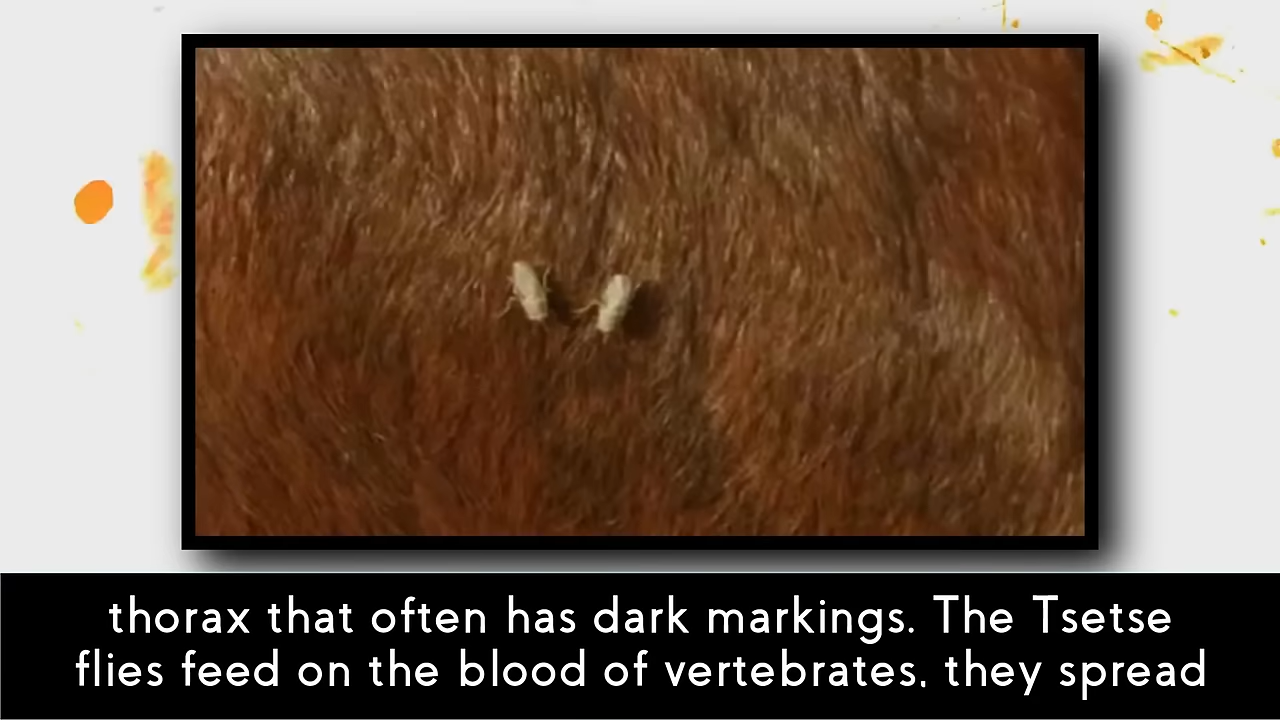 thorax that often has dark markings. The Tsetse
flies feed on the blood of vertebrates, they spread